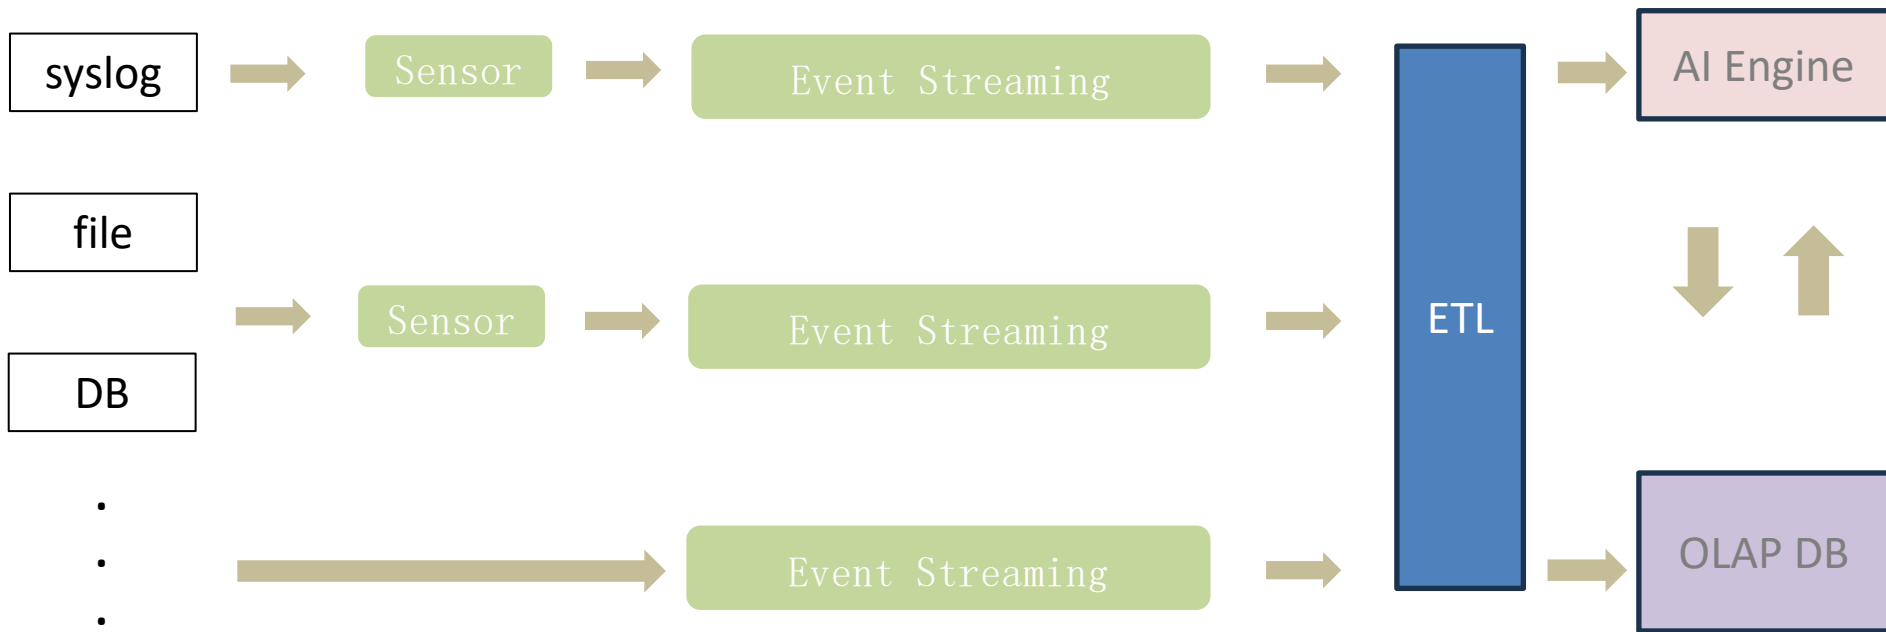 syslog
Sensor
Event Streaming
AI Engine
file
Sensor
Event Streaming
ETL
DB
.
.
.
Event Streaming
OLAP DB